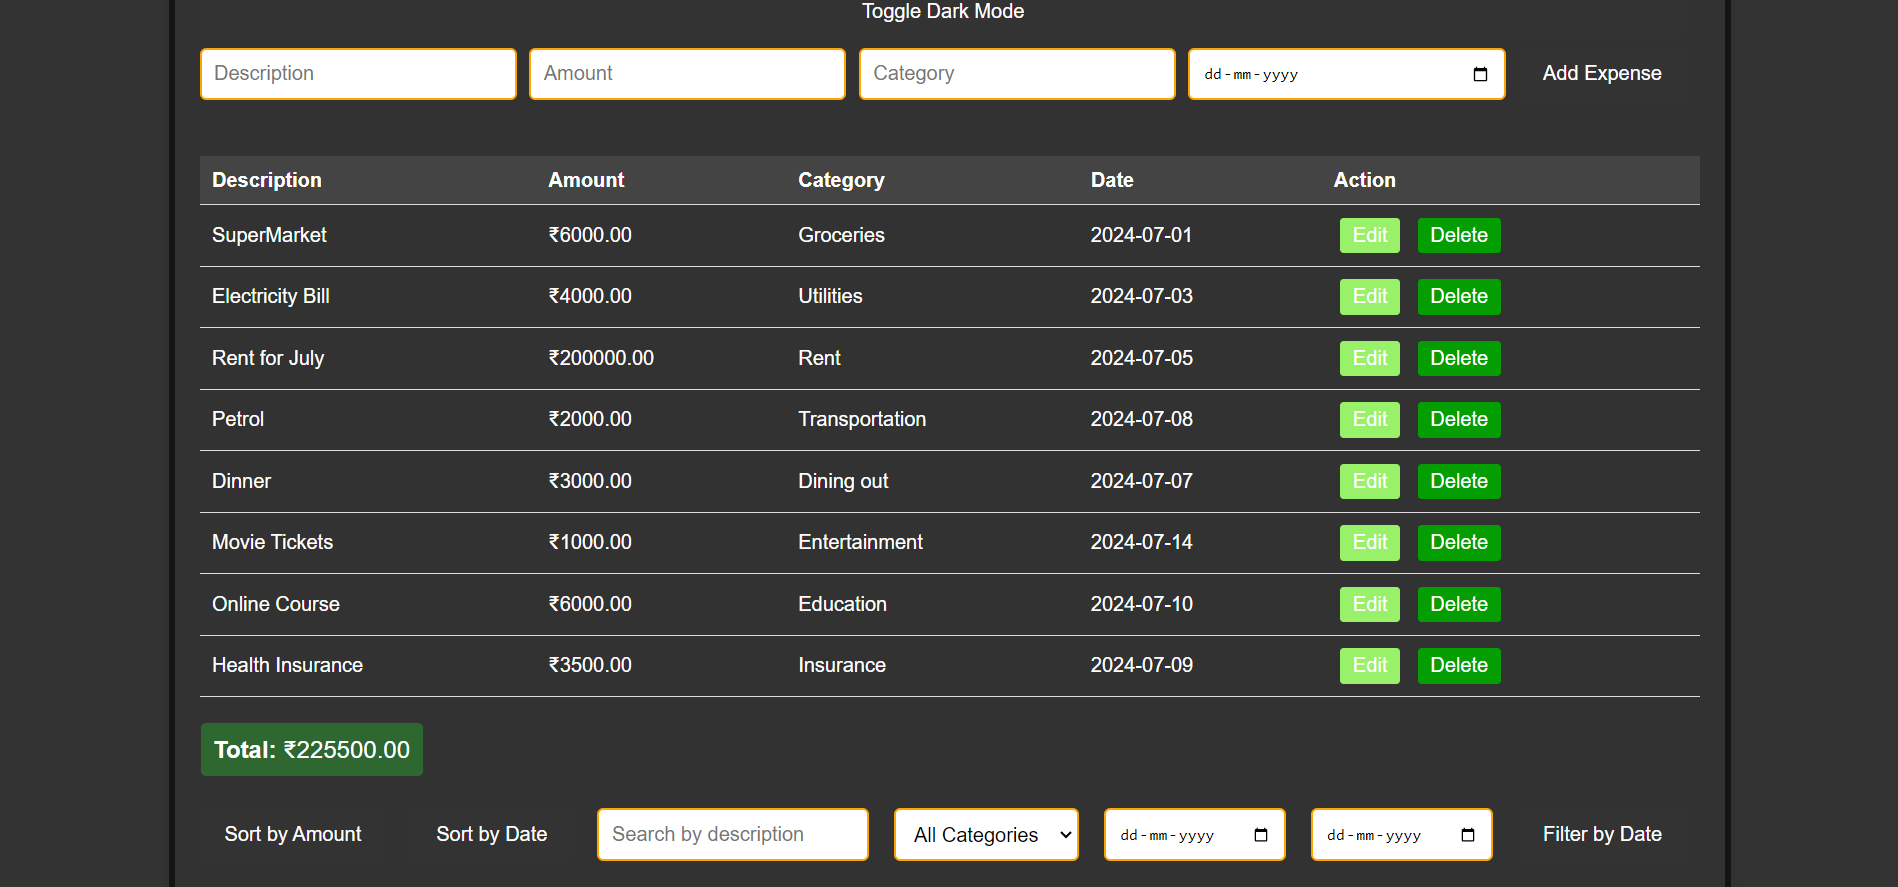 Toggle Dark Mode
Description Amount Category dd-mm-yyyy Add Expense
Description Amount Category Date Action
SuperMarket ₹6000.00 Groceries 2024-07-01 Edit Delete
Electricity Bill ₹4000.00 Utilities 2024-07-03 Edit Delete
Rent for July ₹200000.00 Rent 2024-07-05 Edit Delete
Petrol ₹2000.00 Transportation 2024-07-08 Edit Delete
Dinner ₹3000.00 Dining out 2024-07-07 Edit Delete
Movie Tickets ₹1000.00 Entertainment 2024-07-14 Edit Delete
Online Course ₹6000.00 Education 2024-07-10 Edit Delete
Health Insurance ₹3500.00 Insurance 2024-07-09 Edit Delete
Total: ₹225500.00
Sort by Amount Sort by Date Search by description All Categories dd-mm-yyyy dd-mm-yyyy Filter by Date